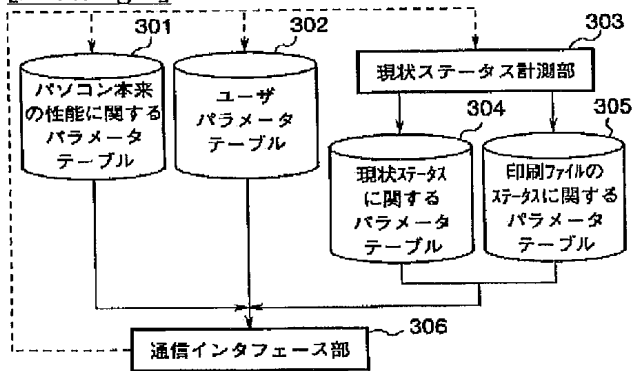 301
302
303
パソコン本来
の性能に関する
パラメータ
テーブル
ユーザ
パラメータ
テーブル
現状ステータス計測部
304
305
現状ステータス
に関する
パラメータ
テーブル
印刷ファイルの
ステータスに関する
パラメータ
テーブル
306
通信インタフェース部